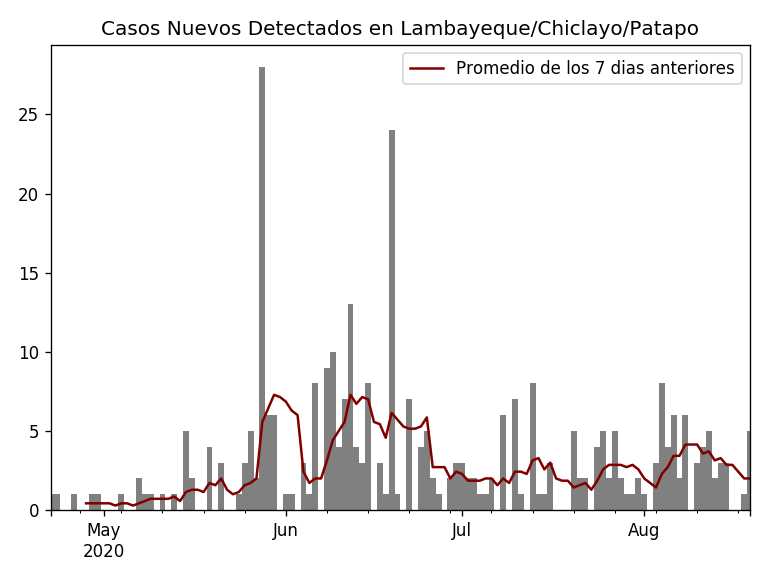 Casos Nuevos Detectados en Lambayeque/Chiclayo/Patapo
Promedio de los 7 dias anteriores
25
20
15
10
5
0
May
2020
Jun
Jul
Aug